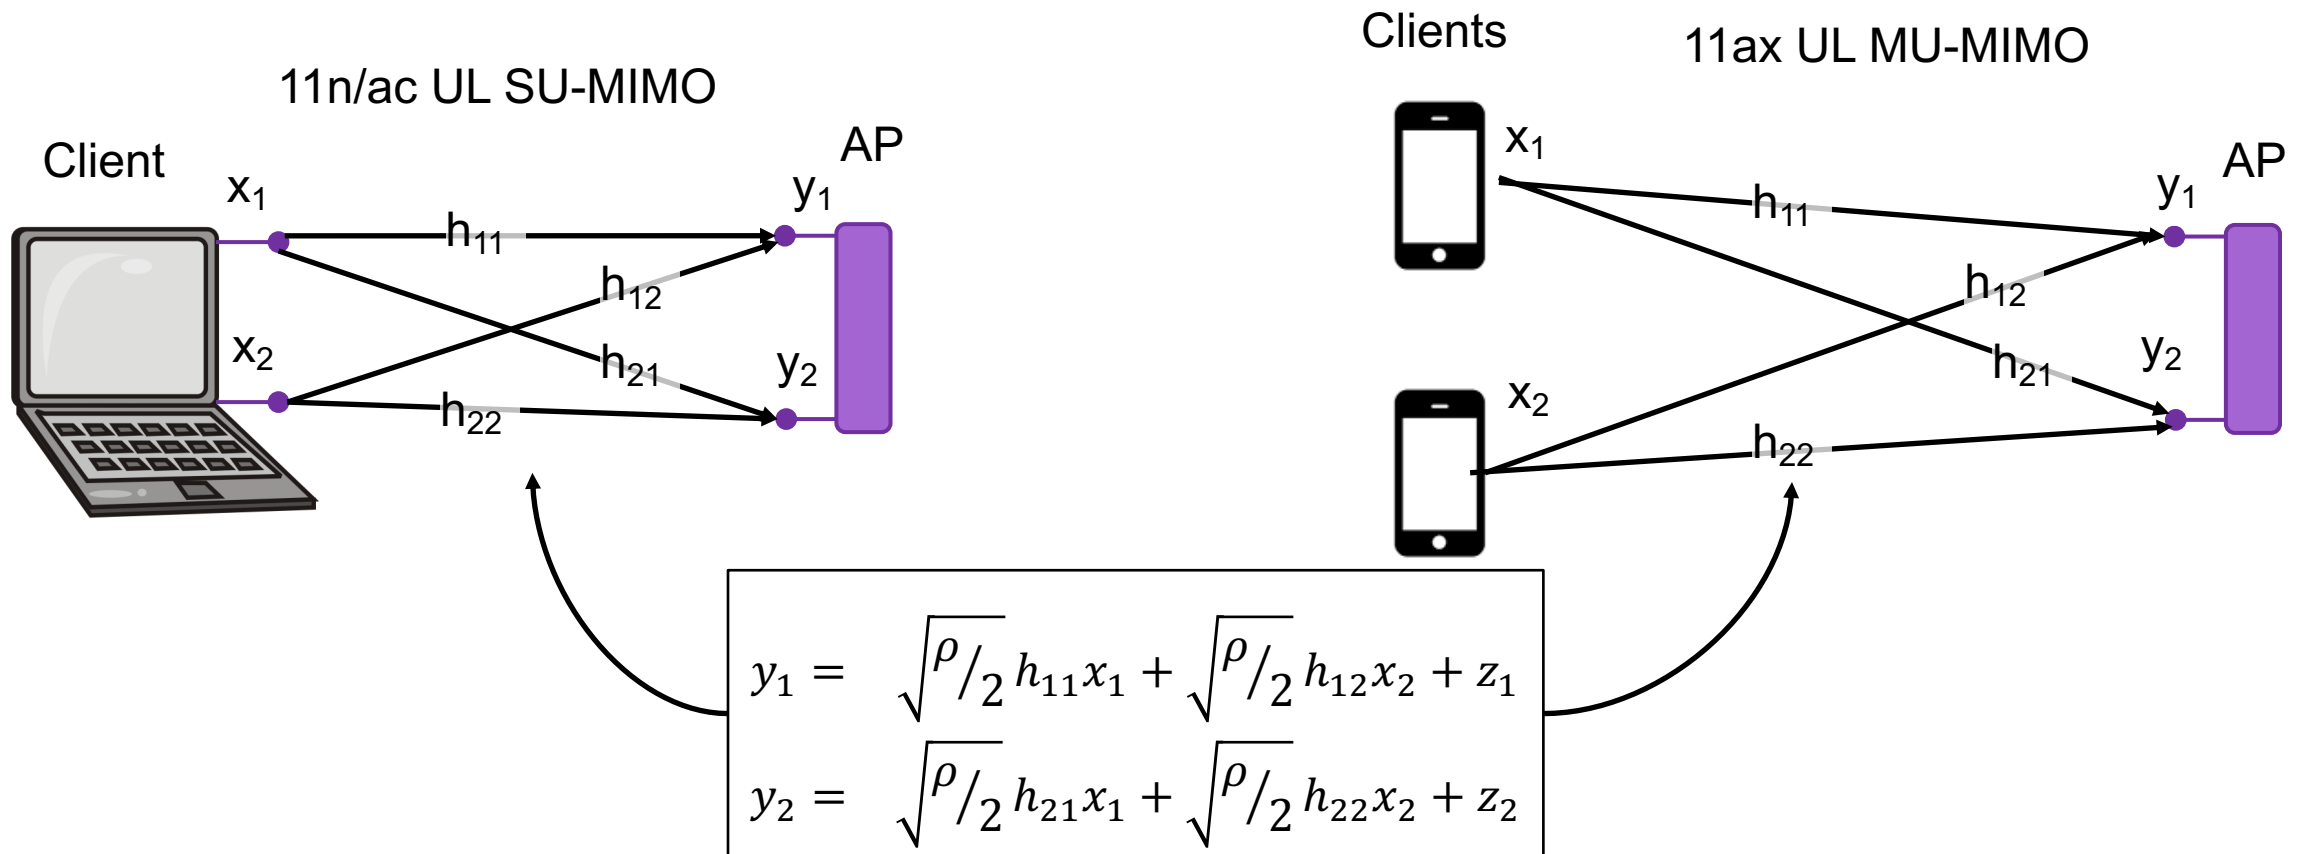 11n/ac UL SU-MIMO
Client
AP
x₁
y₁
h₁₁
h₁₂
x₂
h₂₁
y₂
h₂₂
Clients
11ax UL MU-MIMO
x₁
AP
y₁
h₁₁
h₁₂
y₂
h₂₁
x₂
h₂₂
y₁ = √(ρ/2) h₁₁x₁ + √(ρ/2) h₁₂x₂ + z₁
y₂ = √(ρ/2) h₂₁x₁ + √(ρ/2) h₂₂x₂ + z₂